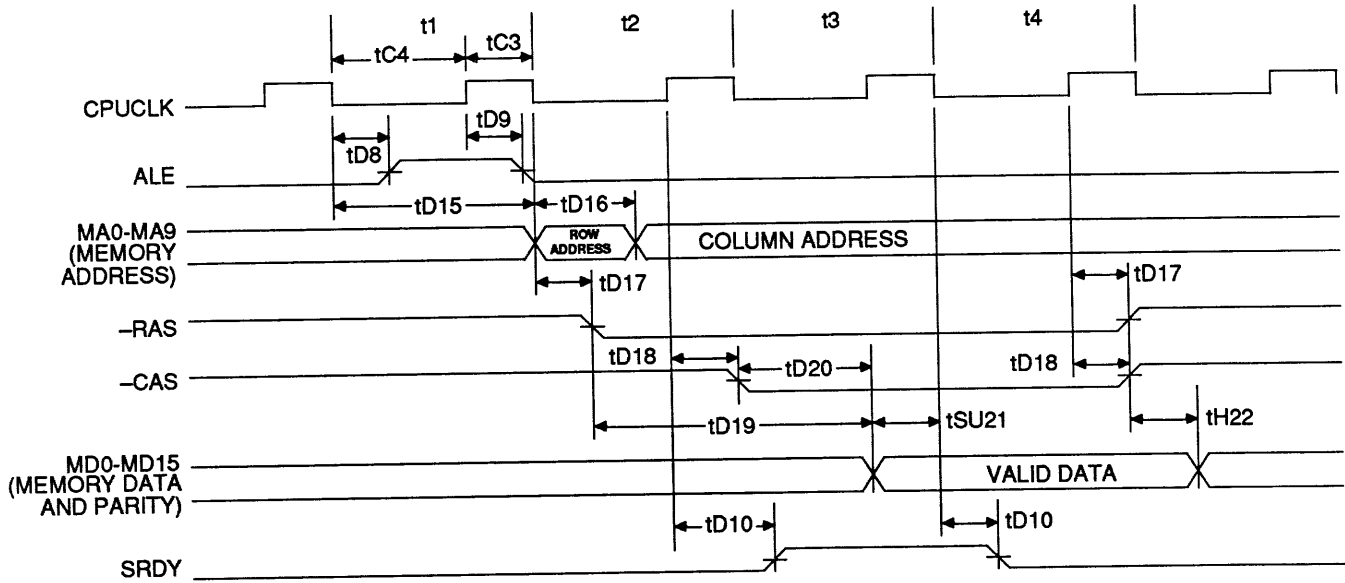 t1
t2
t3
t4
tC4
tC3
CPUCLK
tD9
tD8
ALE
tD15
tD16
MA0-MA9
(MEMORY
ADDRESS)
ROW
ADDRESS
COLUMN ADDRESS
tD17
tD17
–RAS
tD18
tD20
tD18
–CAS
tD19
tSU21
tH22
MD0-MD15
(MEMORY DATA
AND PARITY)
VALID DATA
tD10
tD10
SRDY